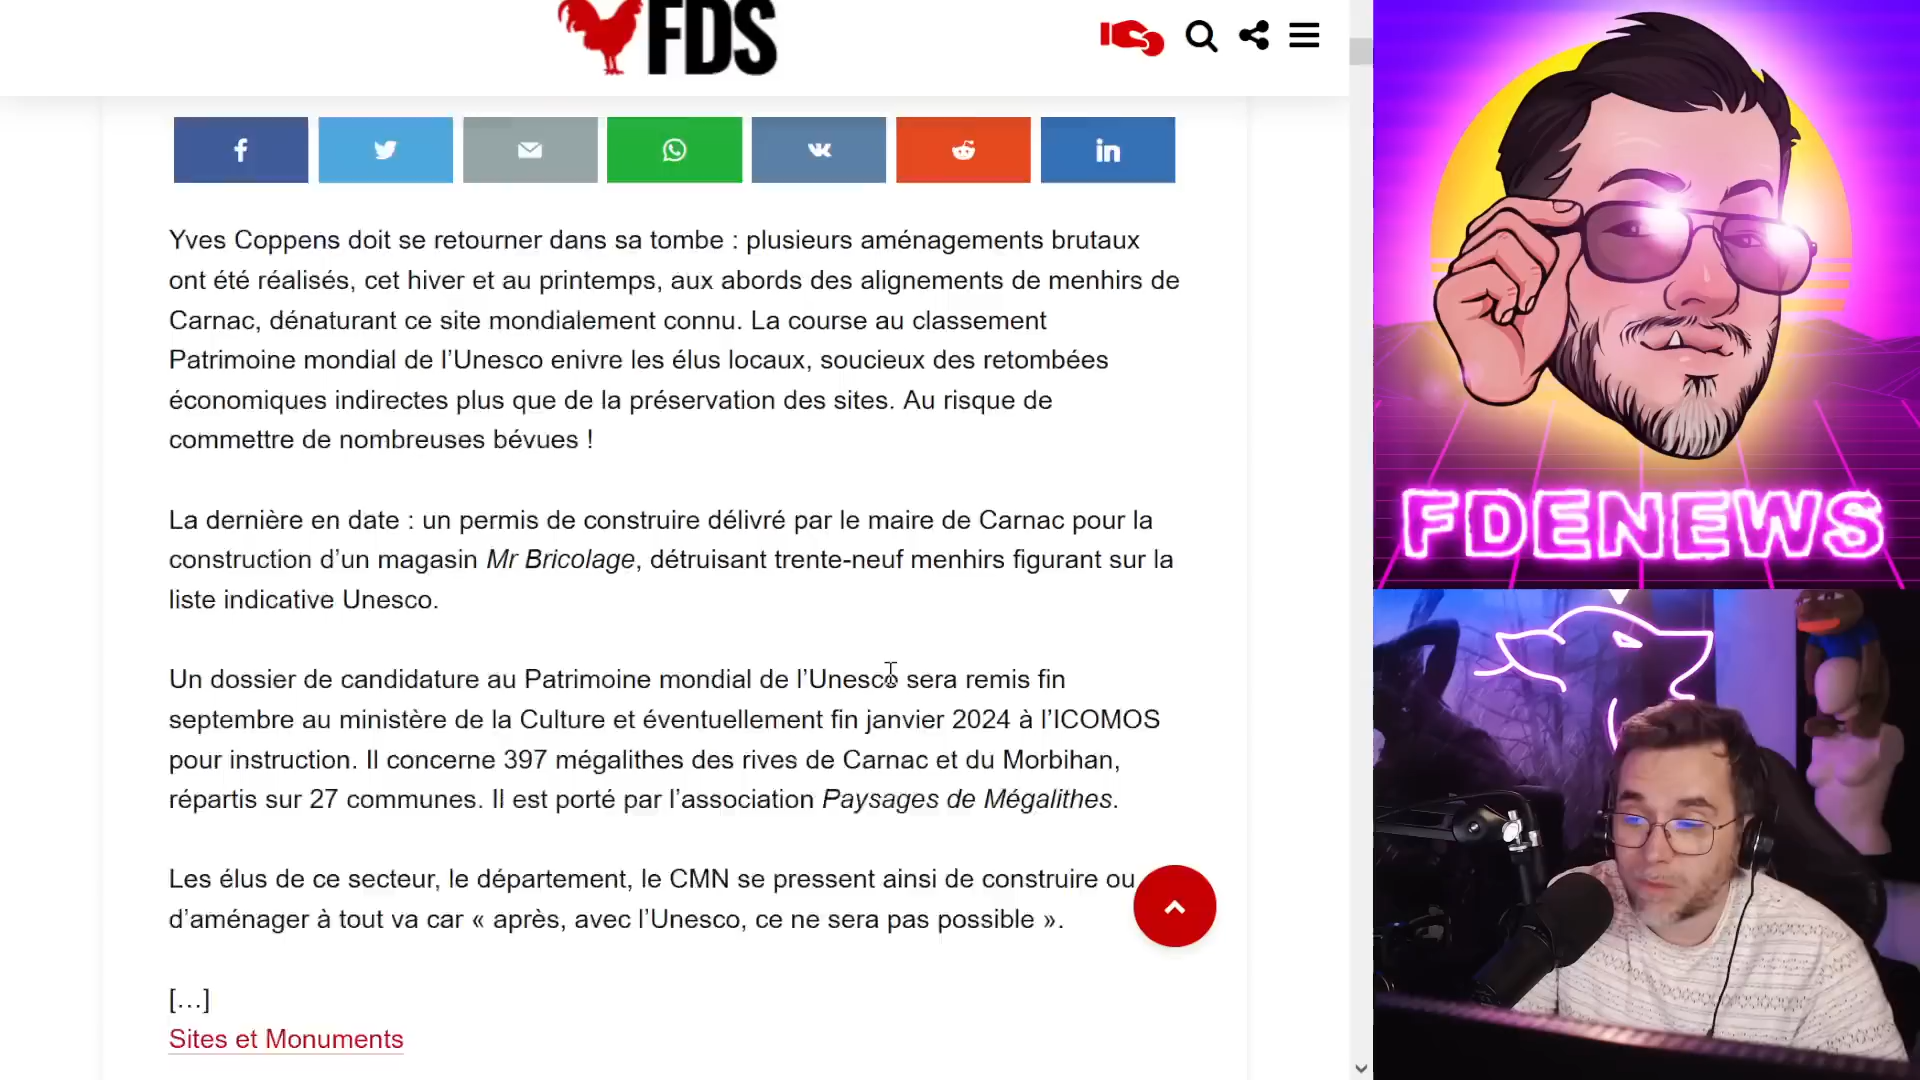 FDS
Yves Coppens doit se retourner dans sa tombe : plusieurs aménagements brutaux
ont été réalisés, cet hiver et au printemps, aux abords des alignements de menhirs de
Carnac, dénaturant ce site mondialement connu. La course au classement
Patrimoine mondial de l’Unesco enivre les élus locaux, soucieux des retombées
économiques indirectes plus que de la préservation des sites. Au risque de
commettre de nombreuses bévues !
La dernière en date : un permis de construire délivré par le maire de Carnac pour la
construction d’un magasin Mr Bricolage, détruisant trente-neuf menhirs figurant sur la
liste indicative Unesco.
Un dossier de candidature au Patrimoine mondial de l’Unesco sera remis fin
septembre au ministère de la Culture et éventuellement fin janvier 2024 à l’ICOMOS
pour instruction. Il concerne 397 mégalithes des rives de Carnac et du Morbihan,
répartis sur 27 communes. Il est porté par l’association Paysages de Mégalithes.
Les élus de ce secteur, le département, le CMN se pressent ainsi de construire ou
d’aménager à tout va car « après, avec l’Unesco, ce ne sera pas possible ».
[…]
Sites et Monuments
FDENEWS